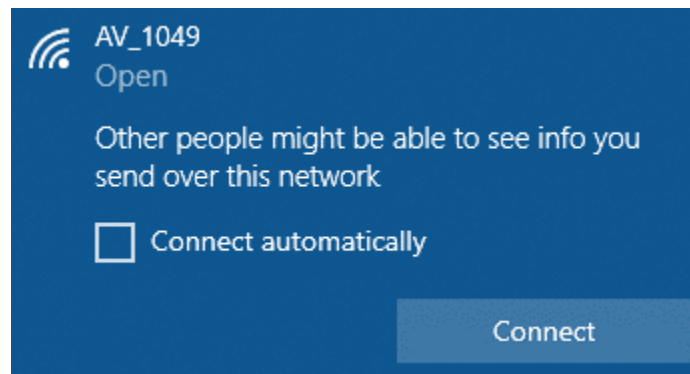 AV_1049
Open
Other people might be able to see info you
send over this network
Connect automatically
Connect